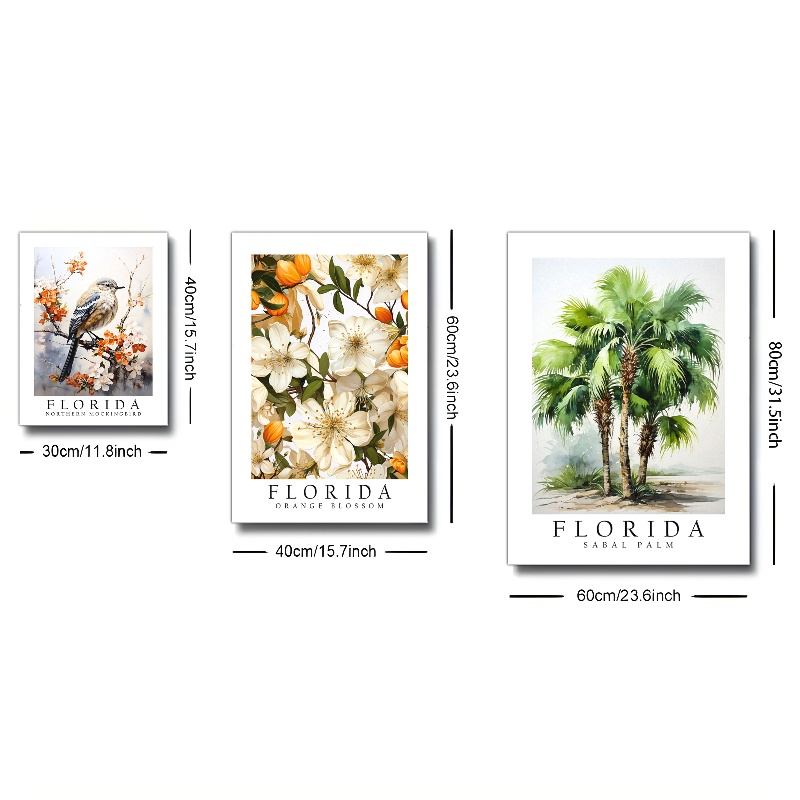 FLORIDA
NORTHERN MOCKINGBIRD
40cm/15.7inch
30cm/11.8inch
FLORIDA
ORANGE BLOSSOM
60cm/23.6inch
40cm/15.7inch
FLORIDA
SABAL PALM
80cm/31.5inch
60cm/23.6inch